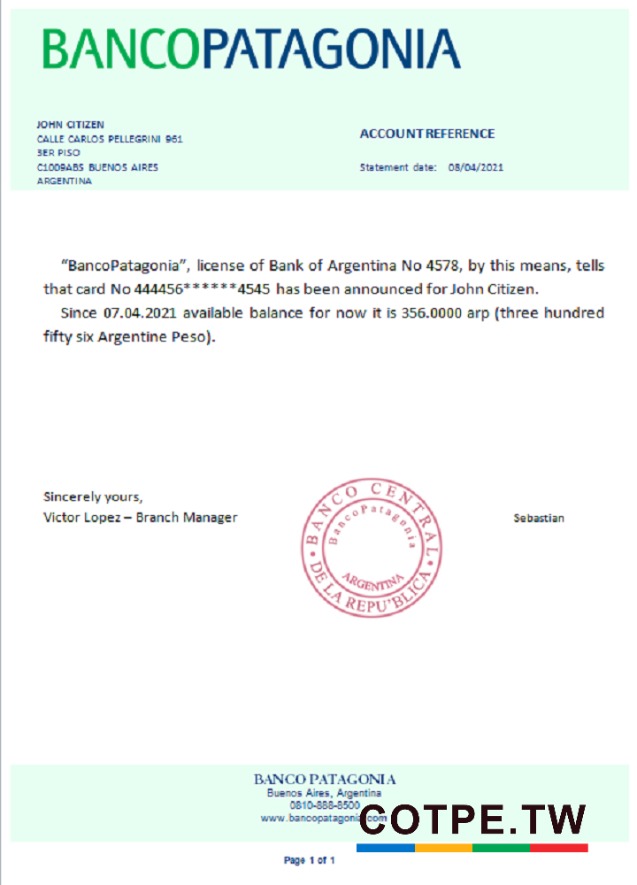 BANCOPATAGONIA
JOHN CITIZEN
CALLE CARLOS PELLEGRINI 961
3ER PISO
C1009ABS BUENOS AIRES
ARGENTINA
ACCOUNT REFERENCE
Statement date: 08/04/2021
“BancoPatagonia”, license of Bank of Argentina No 4578, by this means, tells
that card No 444456******4545 has been announced for John Citizen.
Since 07.04.2021 available balance for now it is 356.0000 arp (three hundred
fifty six Argentine Peso).
Sincerely yours,
Victor Lopez – Branch Manager
BANCO CENTRAL
BancoPatagonia
ARGENTINA
DE LA REPU'BLICA
Sebastian
BANCO PATAGONIA
Buenos Aires, Argentina
0810-888-8500
www.bancopatagonia.com
COTPE.TW
Page 1 of 1